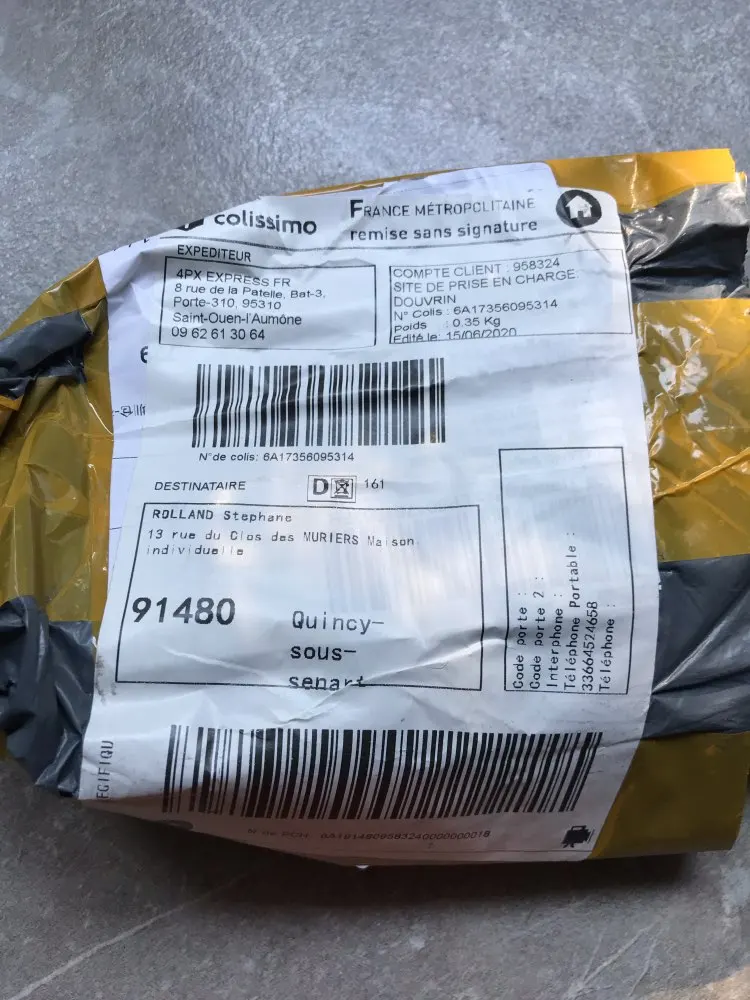 colissimo
FRANCE MÉTROPOLITAINE
remise sans signature
EXPEDITEUR
4PX EXPRESS FR
8 rue de la Patelle, Bat-3,
Porte-310, 95310
Saint-Ouen-l'Aumône
09 62 61 30 64
COMPTE CLIENT : 958324
SITE DE PRISE EN CHARGE:
DOUVRIN
N° Colis : 6A17356095314
Poids : 0.35 Kg
Edité le: 15/06/2020
N°de colis: 6A17356095314
DESTINATAIRE
D 161
ROLLAND Stephane
13 rue du Clos des MURIERS Maison
individuelle
91480
Quincy-
sous-
senart
Code porte :
Code porte 2 :
Interphone :
Téléphone Portable :
33664524658
Téléphone :